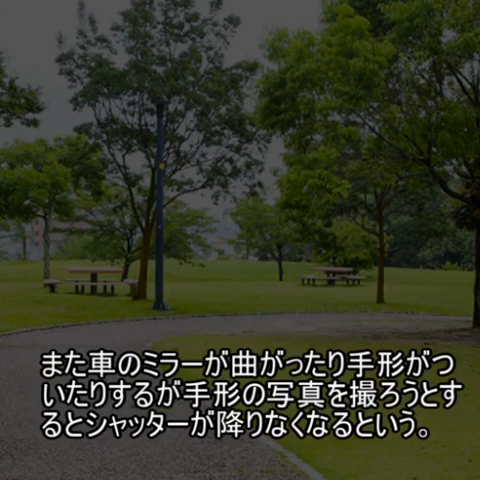 また車のミラーが曲がったり手形がつ
いたりするが手形の写真を撮ろうとす
るとシャッターが降りなくなるという。